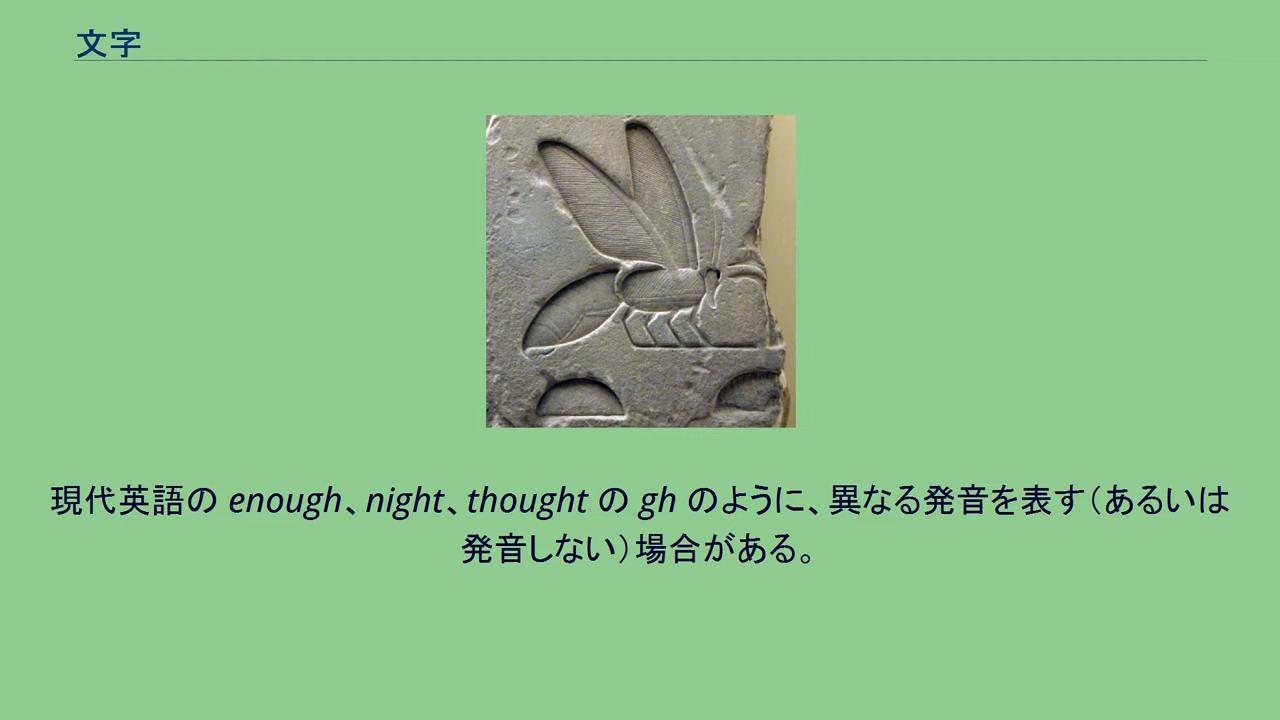 文字
現代英語の enough、night、thought の gh のように、異なる発音を表す（あるいは
発音しない）場合がある。